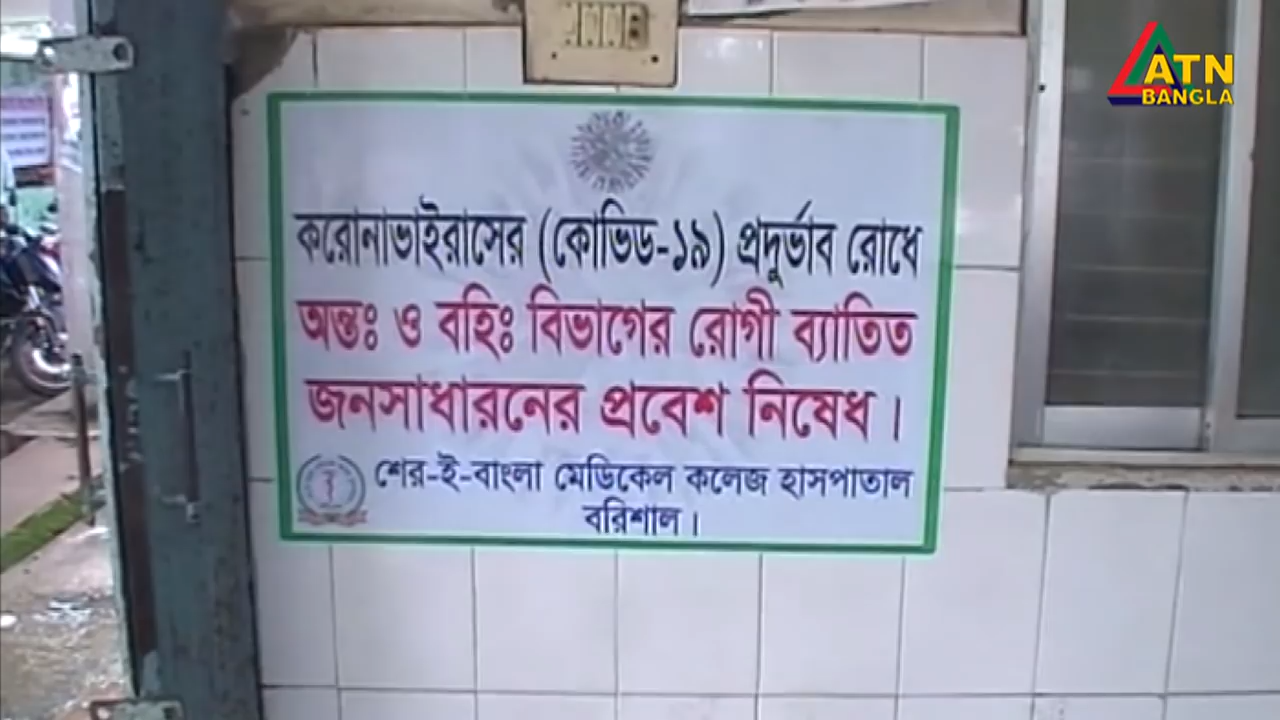 ATN
BANGLA
করোনাভাইরাসের (কোভিড-১৯) প্রদুর্ভাব রোধে
অন্তঃ ও বহিঃ বিভাগের রোগী ব্যাতিত
জনসাধারনের প্রবেশ নিষেধ।
শের-ই-বাংলা মেডিকেল কলেজ হাসপাতাল
বরিশাল।